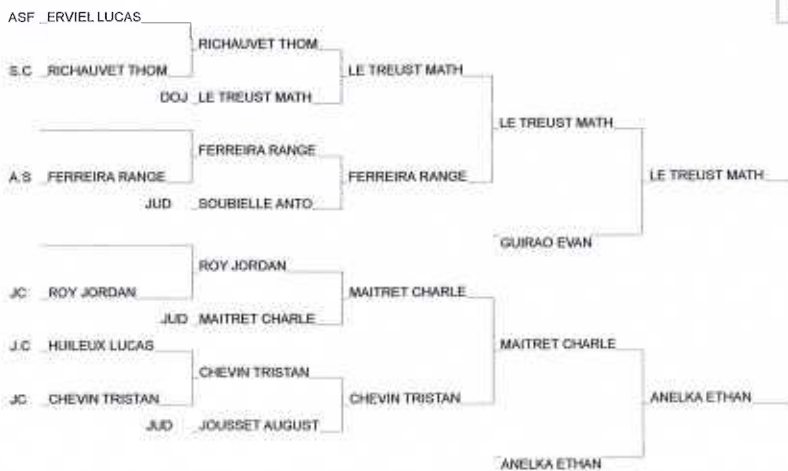 ASF ERVIEL LUCAS
RICHAUVET THOM
S.C RICHAUVET THOM
LE TREUST MATH
DOJ LE TREUST MATH
LE TREUST MATH
FERREIRA RANGE
A.S FERREIRA RANGE
FERREIRA RANGE
LE TREUST MATH
JUD SOUBIELLE ANTO
GUIRAO EVAN
ROY JORDAN
JC ROY JORDAN
MAITRET CHARLE
JUD MAITRET CHARLE
J.C HUILEUX LUCAS
MAITRET CHARLE
CHEVIN TRISTAN
JC CHEVIN TRISTAN
CHEVIN TRISTAN
ANELKA ETHAN
JUD JOUSSET AUGUST
ANELKA ETHAN